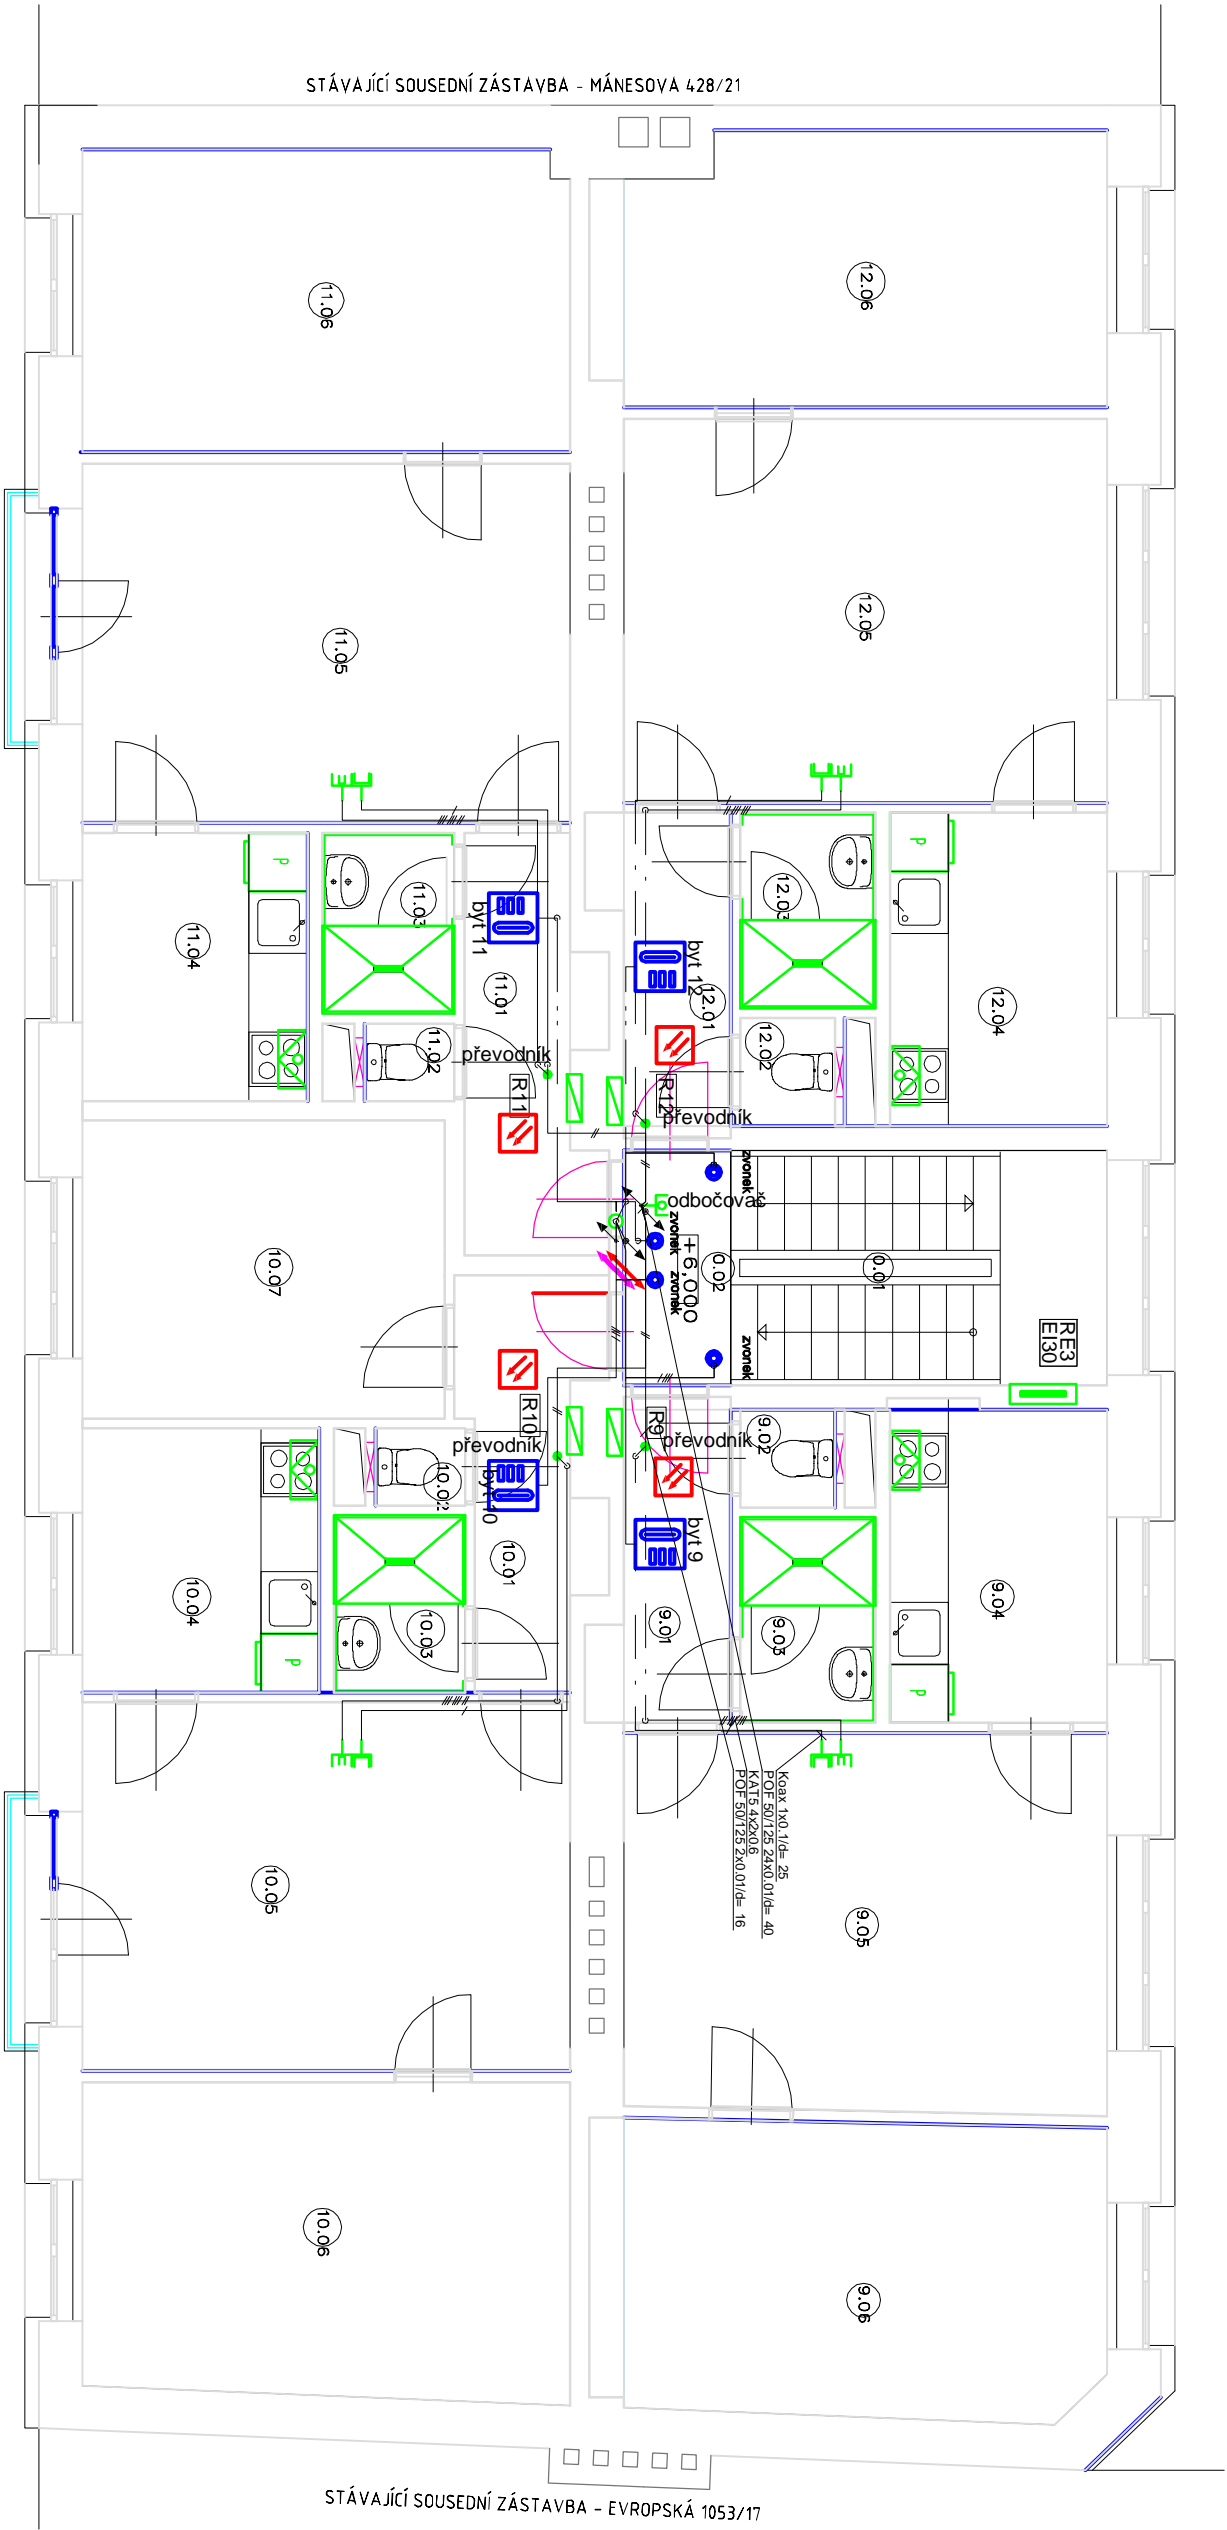 STÁVAJÍCÍ SOUSEDNÍ ZÁSTAVBA - MÁNESOVA 428/21
11.06
12.06
11.05
12.05
P
P
11.03
12.03
byt 11
byt 12
11.04
11.01
12.01
12.04
11.02
12.02
převodník
R11
R12
převodník
zvonek
odbočovač
zvonek
+6,000
zvonek
zvonek
0.02
0.01
10.07
RE3
EI30
R10
R9
převodník
převodník
9.02
10.02
byt 10
byt 9
10.01
10.04
9.04
10.03
9.01
9.03
P
P
Koax 1x0.1/d= 25
POF 50/125 24x0.01/d= 40
KAT5 4x2x0.6
POF 50/125 2x0.01/d= 16
10.05
9.05
10.06
9.06
STÁVAJÍCÍ SOUSEDNÍ ZÁSTAVBA - EVROPSKÁ 1053/17